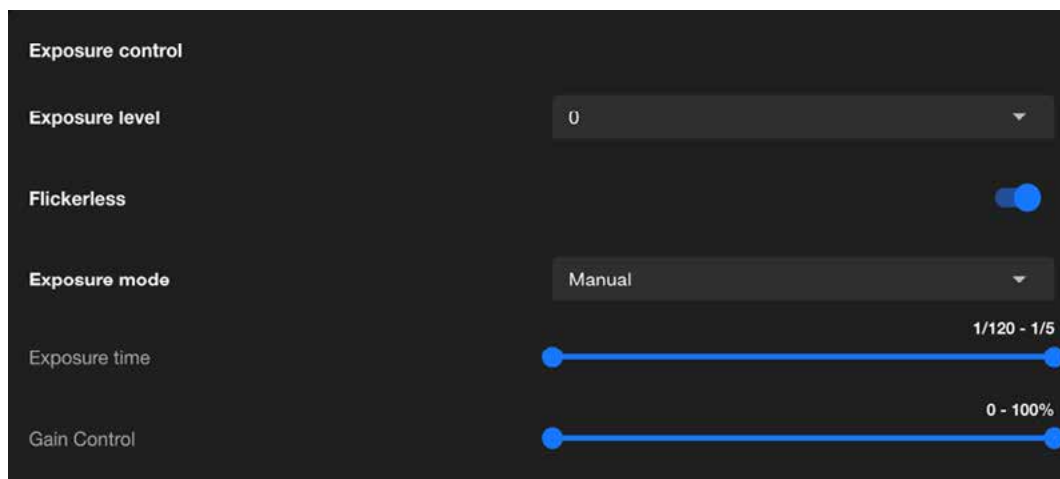 Exposure control
Exposure level
0
Flickerless
Exposure mode
Manual
1/120 - 1/5
Exposure time
0 - 100%
Gain Control